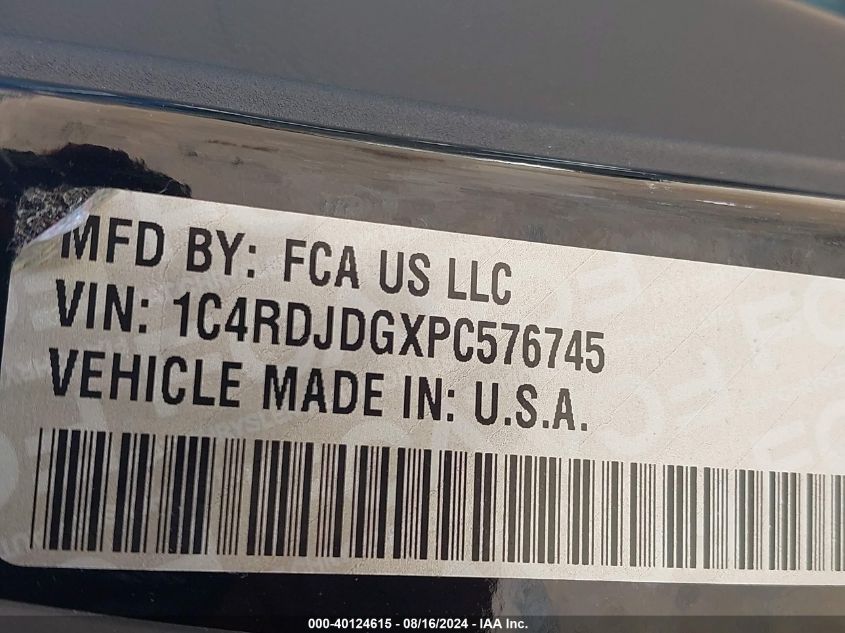 MFD BY: FCA US LLC
VIN: 1C4RDJDGXPC576745
VEHICLE MADE IN: U.S.A.
000-40124615 - 08/16/2024 - IAA Inc.